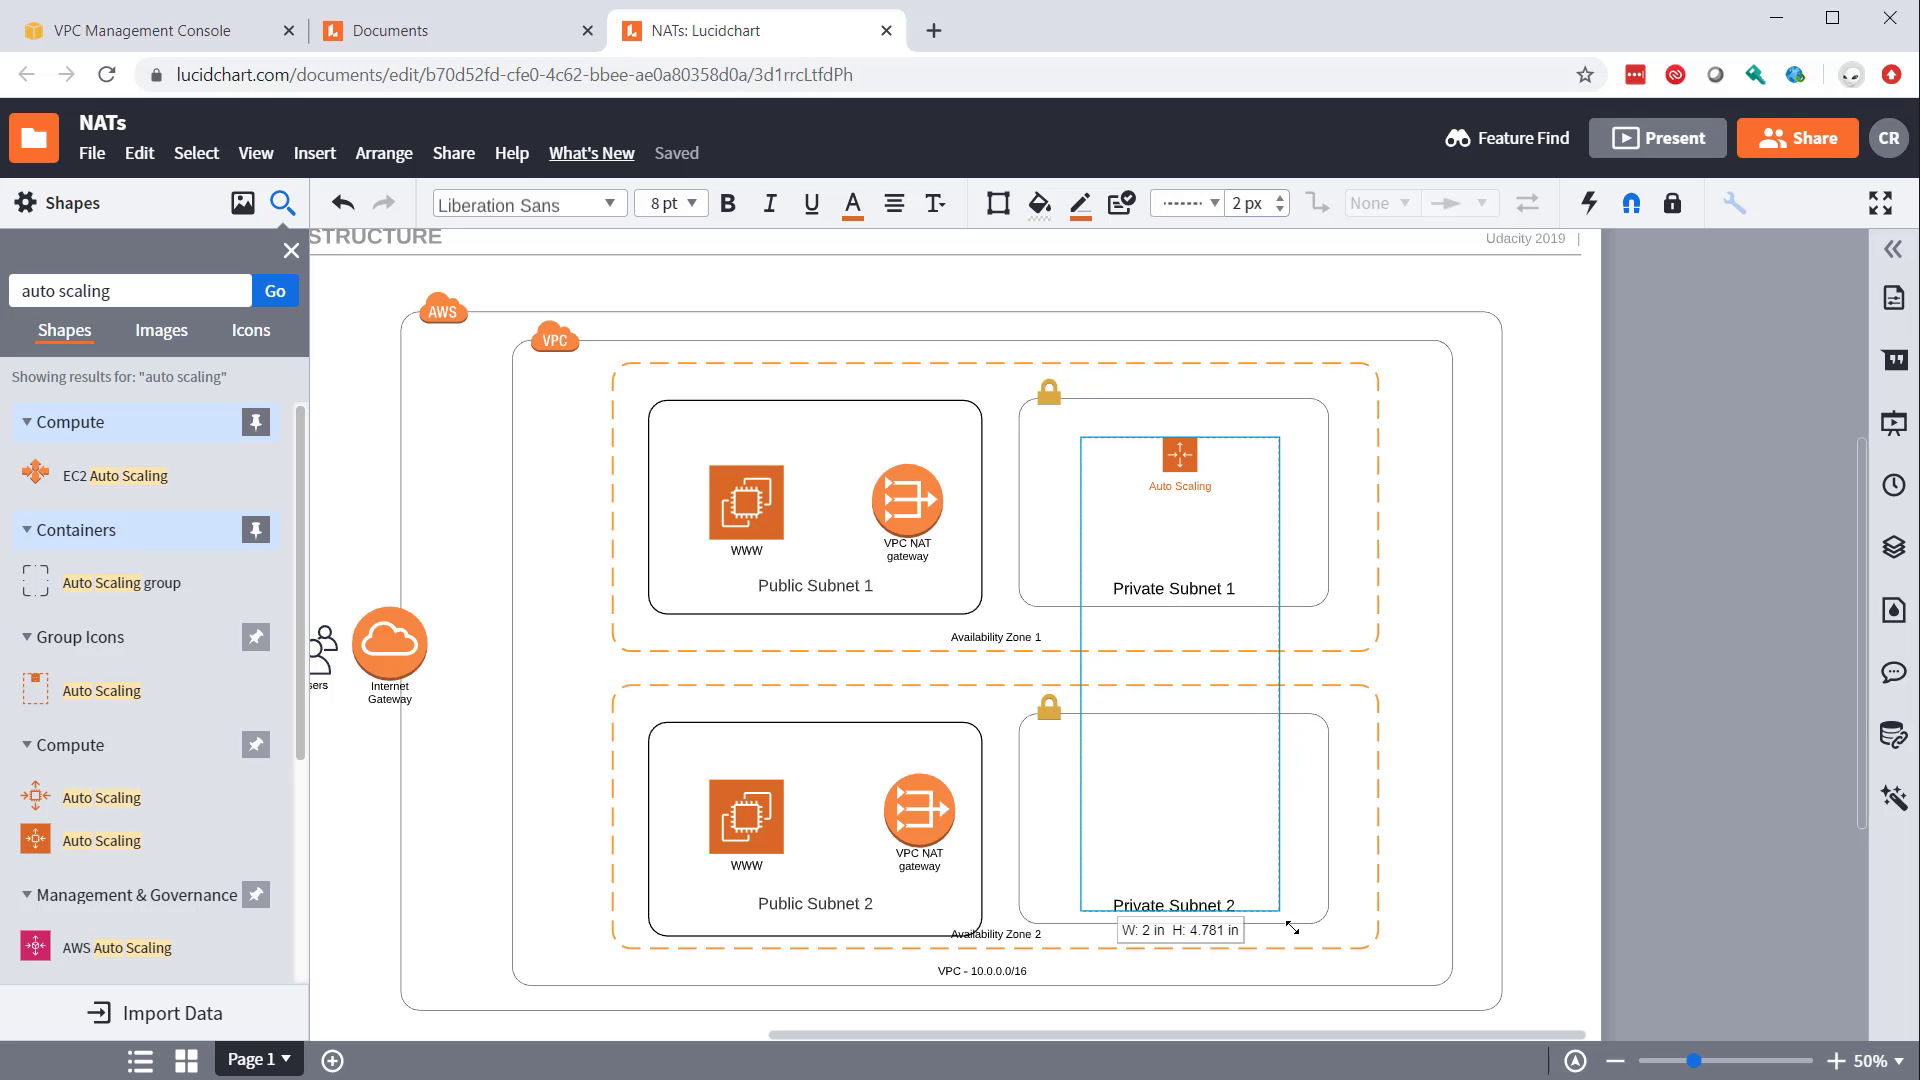 VPC Management Console
Documents
NATs: Lucidchart
lucidchart.com/documents/edit/b70d52fd-cfe0-4c62-bbee-ae0a80358d0a/3d1rrcLtfdPh
NATs
File Edit Select View Insert Arrange Share Help What's New Saved
Feature Find
Present
Share
CR
Shapes
Liberation Sans
8 pt
B I U A T
2 px
None
STRUCTURE
Udacity 2019 |
auto scaling
Go
Shapes Images Icons
Showing results for: "auto scaling"
Compute
EC2 Auto Scaling
Containers
Auto Scaling group
Group Icons
Auto Scaling
Compute
Auto Scaling
Auto Scaling
Management & Governance
AWS Auto Scaling
Import Data
AWS
VPC
WWW
VPC NAT
gateway
Public Subnet 1
Auto Scaling
Private Subnet 1
Availability Zone 1
sers
Internet
Gateway
WWW
VPC NAT
gateway
Public Subnet 2
Private Subnet 2
Availability Zone 2
W: 2 in H: 4.781 in
VPC - 10.0.0.0/16
Page 1
50%